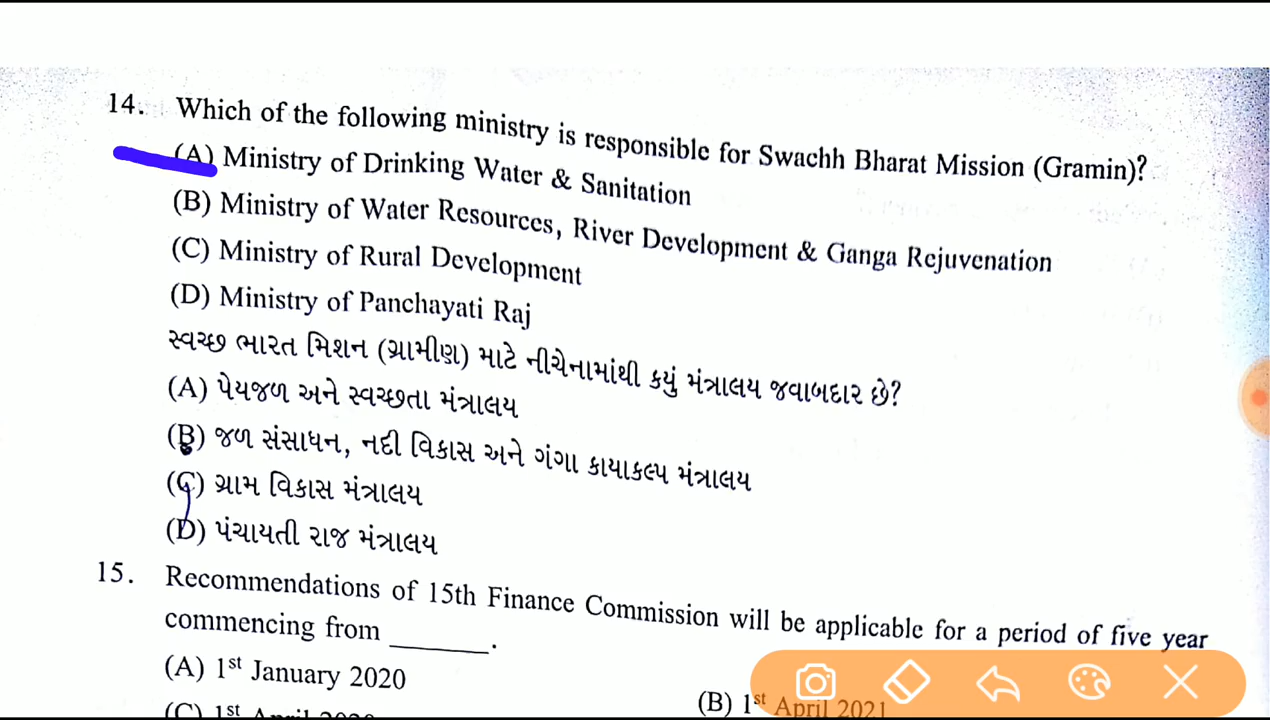 14. Which of the following ministry is responsible for Swachh Bharat Mission (Gramin)?
(A) Ministry of Drinking Water & Sanitation
(B) Ministry of Water Resources, River Development & Ganga Rejuvenation
(C) Ministry of Rural Development
(D) Ministry of Panchayati Raj
સ્વચ્છ ભારત મિશન (ગ્રામીણ) માટે નીચેનામાંથી કયું મંત્રાલય જવાબદાર છે?
(A) પેયજળ અને સ્વચ્છતા મંત્રાલય
(B) જળ સંસાધન, નદી વિકાસ અને ગંગા કાયાકલ્પ મંત્રાલય
(C) ગ્રામ વિકાસ મંત્રાલય
(D) પંચાયતી રાજ મંત્રાલય
15. Recommendations of 15th Finance Commission will be applicable for a period of five year
commencing from ______.
(A) 1st January 2020
(B) 1st April 2021
(C) 1st April